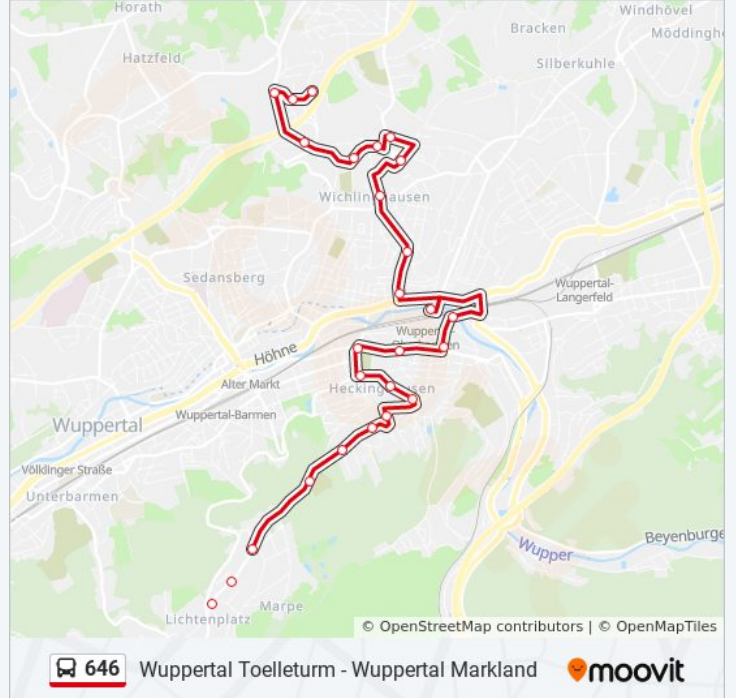 Horath
Windhövel
Bracken
Möddinghe
Hatzfeld
Silberkuhle
Wichlinghausen
Sedansberg
Wuppertal-
Langerfeld
Wupper
Höhne
Alter Markt
Heckinghausen
Wuppertal-Barmen
Wuppertal
Völklinger Straße
Unterbarmen
Beyenburge
Wupper
Marpe
Lichtenplatz
© OpenStreetMap contributors | © OpenMapTiles
646 Wuppertal Toelleturm - Wuppertal Markland moovit